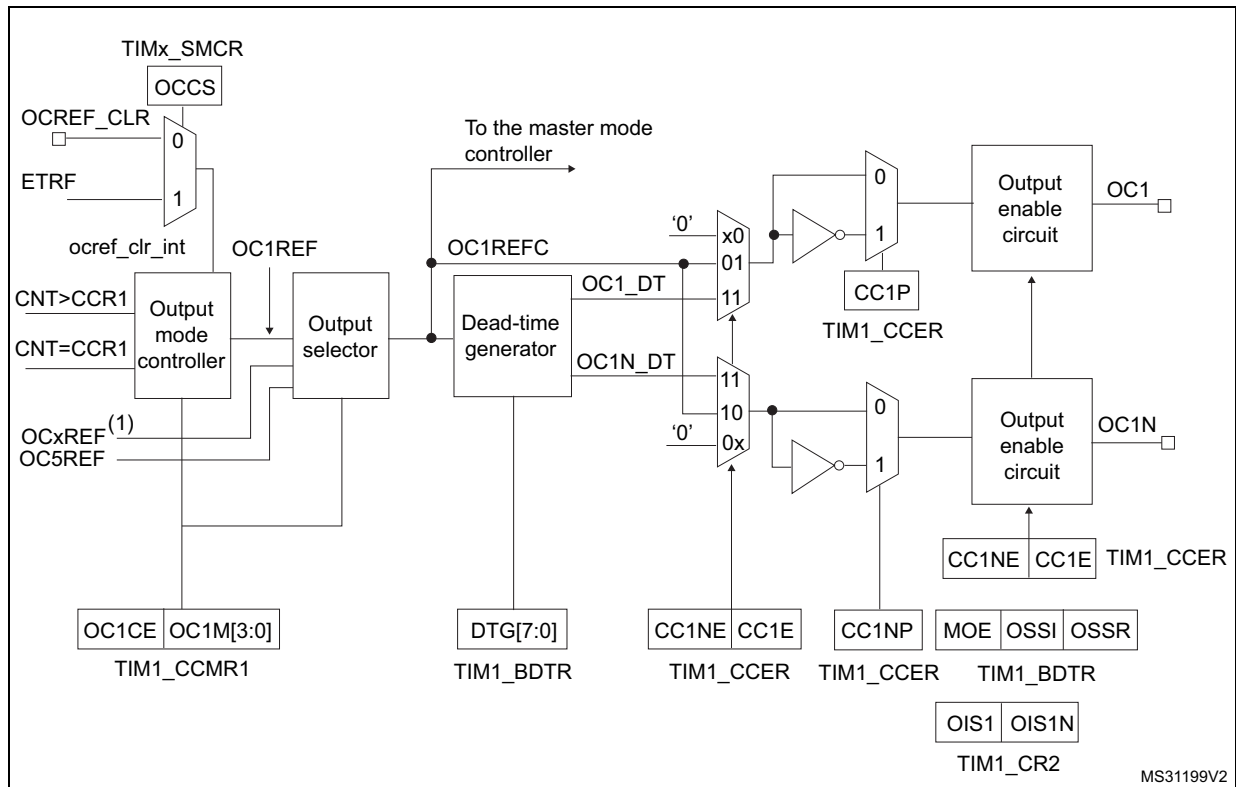 TIMx_SMCR
OCCS
OCREF_CLR
0
ETRF
1
ocref_clr_int
To the master mode
controller
OC1REF
OC1REFC
CNT>CCR1
CNT=CCR1
Output
mode
controller
Output
selector
OCxREF(1)
OC5REF
Dead-time
generator
OC1_DT
OC1N_DT
'0'
x0
01
11
11
10
'0'
0x
0
1
CC1P
TIM1_CCER
Output
enable
circuit
OC1
0
1
Output
enable
circuit
OC1N
CC1NE CC1E TIM1_CCER
OC1CE OC1M[3:0]
TIM1_CCMR1
DTG[7:0]
TIM1_BDTR
CC1NE CC1E
TIM1_CCER
CC1NP
TIM1_CCER
MOE OSSI OSSR
TIM1_BDTR
OIS1 OIS1N
TIM1_CR2
MS31199V2